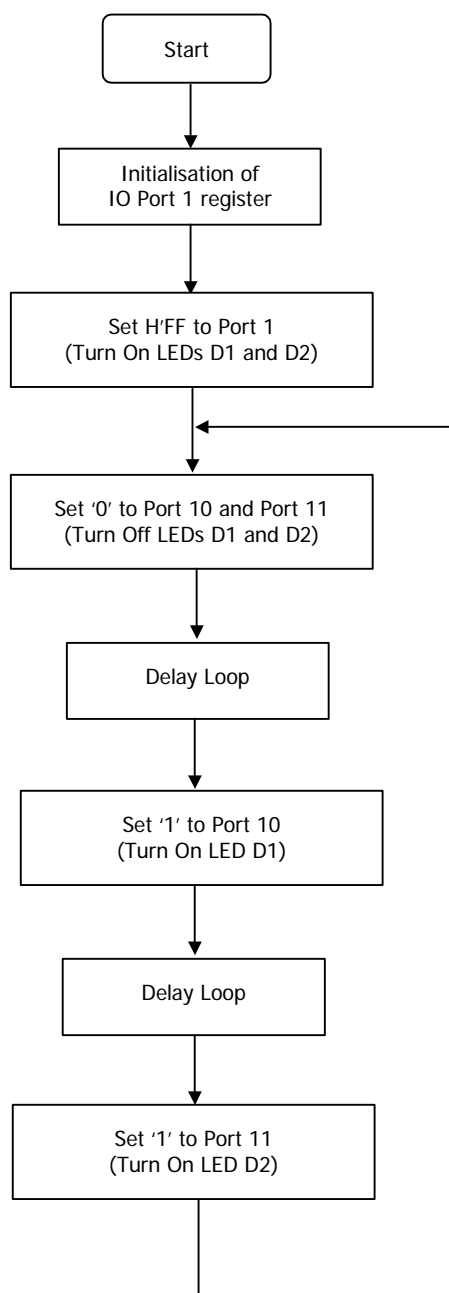 Start
Initialisation of
IO Port 1 register
Set H'FF to Port 1
(Turn On LEDs D1 and D2)
Set ‘0’ to Port 10 and Port 11
(Turn Off LEDs D1 and D2)
Delay Loop
Set ‘1’ to Port 10
(Turn On LED D1)
Delay Loop
Set ‘1’ to Port 11
(Turn On LED D2)